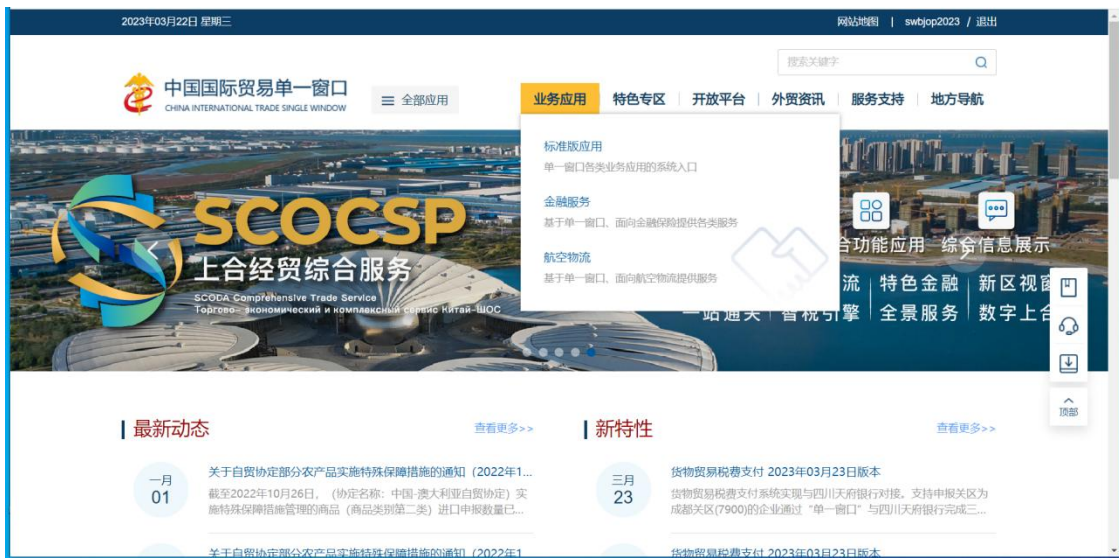 2023年03月22日 星期三
网站地图 | swbjop2023 / 退出
搜索关键字
中国国际贸易单一窗口
CHINA INTERNATIONAL TRADE SINGLE WINDOW
全部应用
业务应用 特色专区 开放平台 外贸资讯 服务支持 地方导航
标准版应用
单一窗口各类业务应用的系统入口
金融服务
基于单一窗口、面向金融保险提供各类服务
航空物流
基于单一窗口、面向航空物流提供服务
SCOCSP
上合经贸综合服务
SCODA Comprehensive Trade Service
Торгово- экономический и комплексный сервис Китай-ШОС
合功能应用 综合信息展示
流 特色金融 新区视窗
一站通关 智税引擎 全景服务 数字上合
顶部
最新动态
查看更多>>
一月
01
关于自贸协定部分农产品实施特殊保障措施的通知（2022年1...
截至2022年10月26日，（协定名称：中国-澳大利亚自贸协定）实
施特殊保障措施管理的商品（商品类别第二类）进口申报数量已...
关于自贸协定部分农产品实施特殊保障措施的通知（2022年1
新特性
查看更多>>
三月
23
货物贸易税费支付 2023年03月23日版本
货物贸易税费支付系统实现与四川天府银行对接。支持申报关区为
成都关区(7900)的企业通过“单一窗口”与四川天府银行完成三...
货物贸易税费支付 2023年03月23日版本